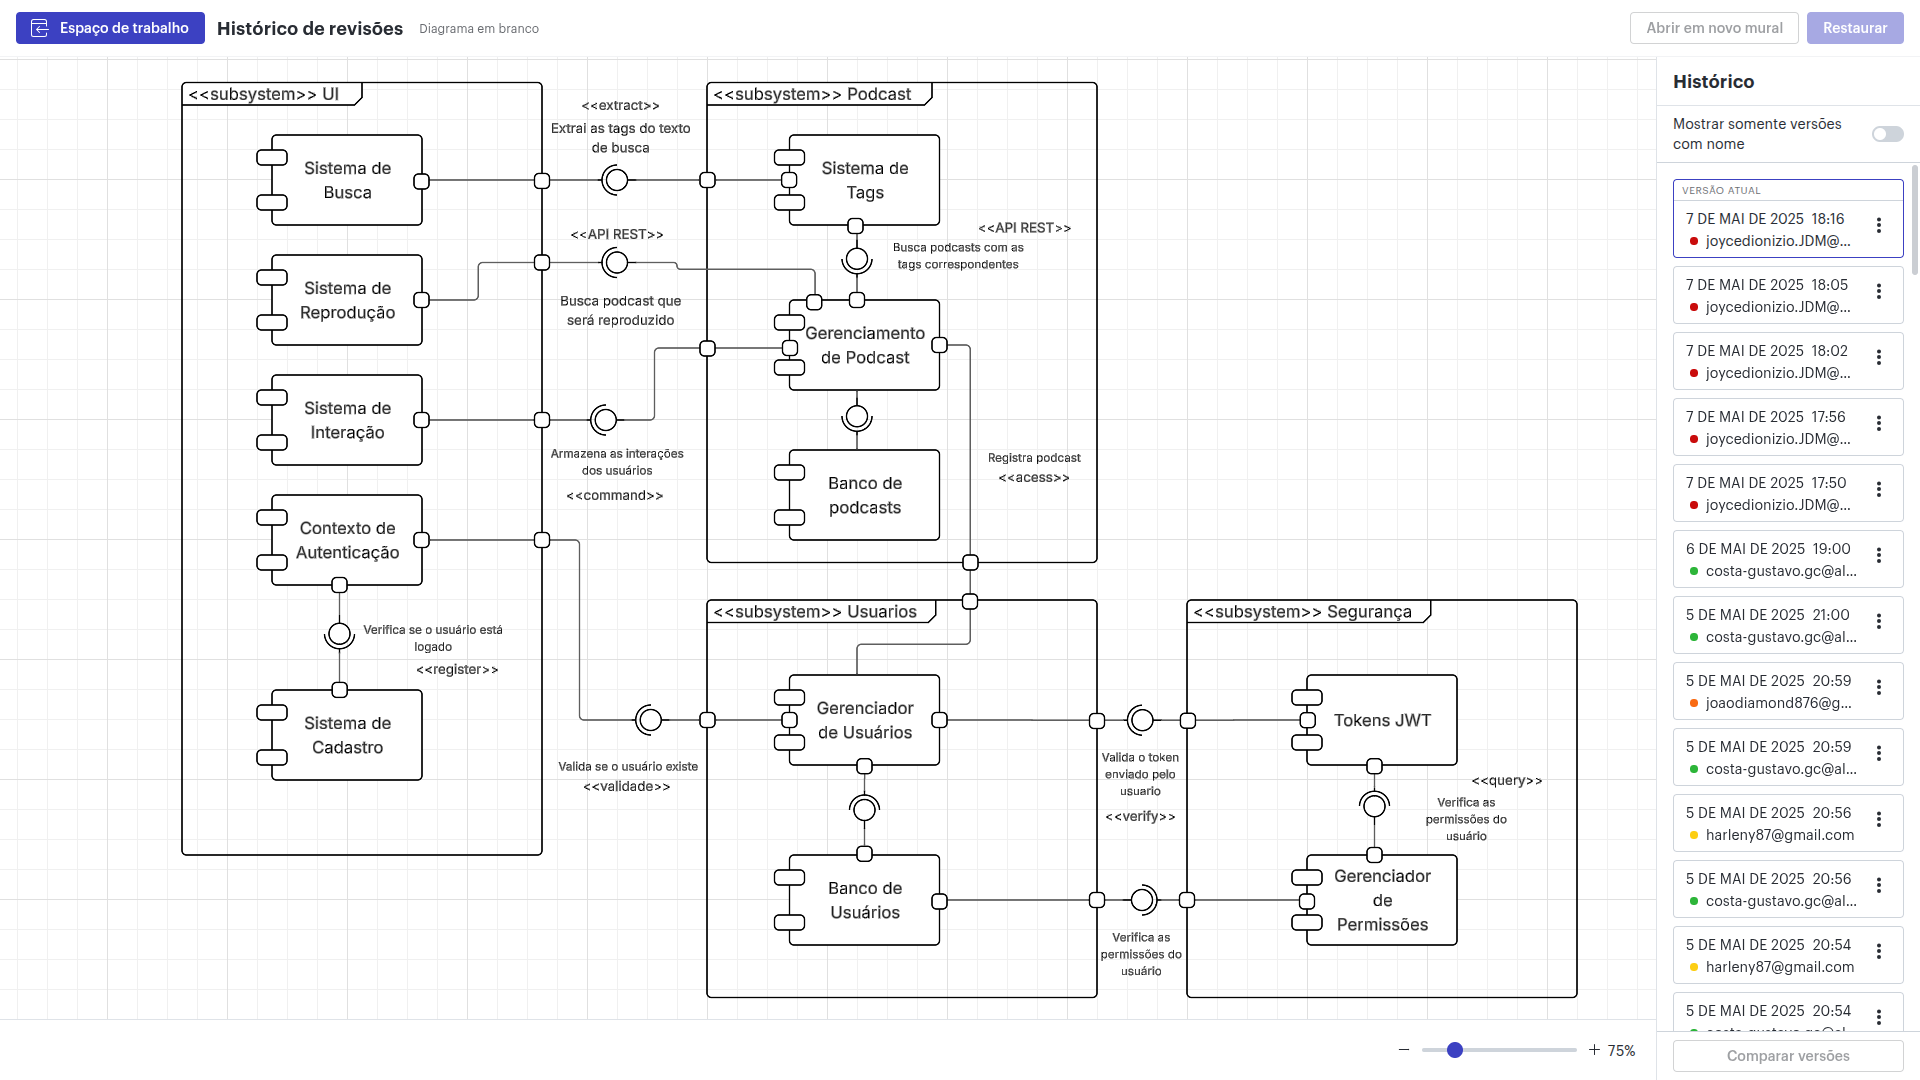 Espaço de trabalho
Histórico de revisões
Diagrama em branco
Abrir em novo mural
Restaurar
<<subsystem>> UI
Sistema de
Busca
Sistema de
Reprodução
Sistema de
Interação
Contexto de
Autenticação
Verifica se o usuário está
logado
<<register>>
Sistema de
Cadastro
<<extract>>
Extrai as tags do texto
de busca
<<API REST>>
Busca podcast que
será reproduzido
Armazena as interações
dos usuários
<<command>>
Valida se o usuário existe
<<validade>>
<<subsystem>> Podcast
Sistema de
Tags
<<API REST>>
Busca podcasts com as
tags correspondentes
Gerenciamento
de Podcast
Banco de
podcasts
Registra podcast
<<acess>>
<<subsystem>> Usuarios
Gerenciador
de Usuários
Banco de
Usuários
Valida o token
enviado pelo
usuario
<<verify>>
Verifica as
permissões do
usuário
<<subsystem>> Segurança
Tokens JWT
<<query>>
Verifica as
permissões do
usuário
Gerenciador
de
Permissões
75%
Histórico
Mostrar somente versões
com nome
VERSÃO ATUAL
7 DE MAI DE 2025 18:16
joycedionizio.JDM@...
7 DE MAI DE 2025 18:05
joycedionizio.JDM@...
7 DE MAI DE 2025 18:02
joycedionizio.JDM@...
7 DE MAI DE 2025 17:56
joycedionizio.JDM@...
7 DE MAI DE 2025 17:50
joycedionizio.JDM@...
6 DE MAI DE 2025 19:00
costa-gustavo.gc@al...
5 DE MAI DE 2025 21:00
costa-gustavo.gc@al...
5 DE MAI DE 2025 20:59
joaodiamond876@g...
5 DE MAI DE 2025 20:59
costa-gustavo.gc@al...
5 DE MAI DE 2025 20:56
harleny87@gmail.com
5 DE MAI DE 2025 20:56
costa-gustavo.gc@al...
5 DE MAI DE 2025 20:54
harleny87@gmail.com
5 DE MAI DE 2025 20:54
Comparar versões